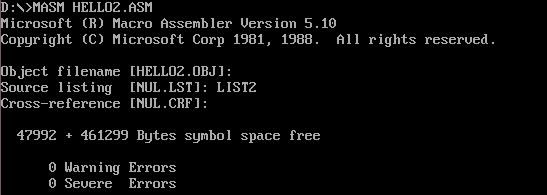 D:\>MASM HELLO2.ASM
Microsoft (R) Macro Assembler Version 5.10
Copyright (C) Microsoft Corp 1981, 1988.  All rights reserved.
Object filename [HELLO2.OBJ]:
Source listing  [NUL.LST]: LIST2
Cross-reference [NUL.CRF]:
47992 + 461299 Bytes symbol space free
0 Warning Errors
0 Severe  Errors